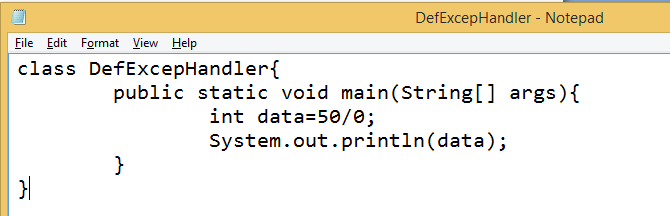 DefExcepHandler - Notepad
File Edit Format View Help
class DefExcepHandler{
public static void main(String[] args){
int data=50/0;
System.out.println(data);
}
}